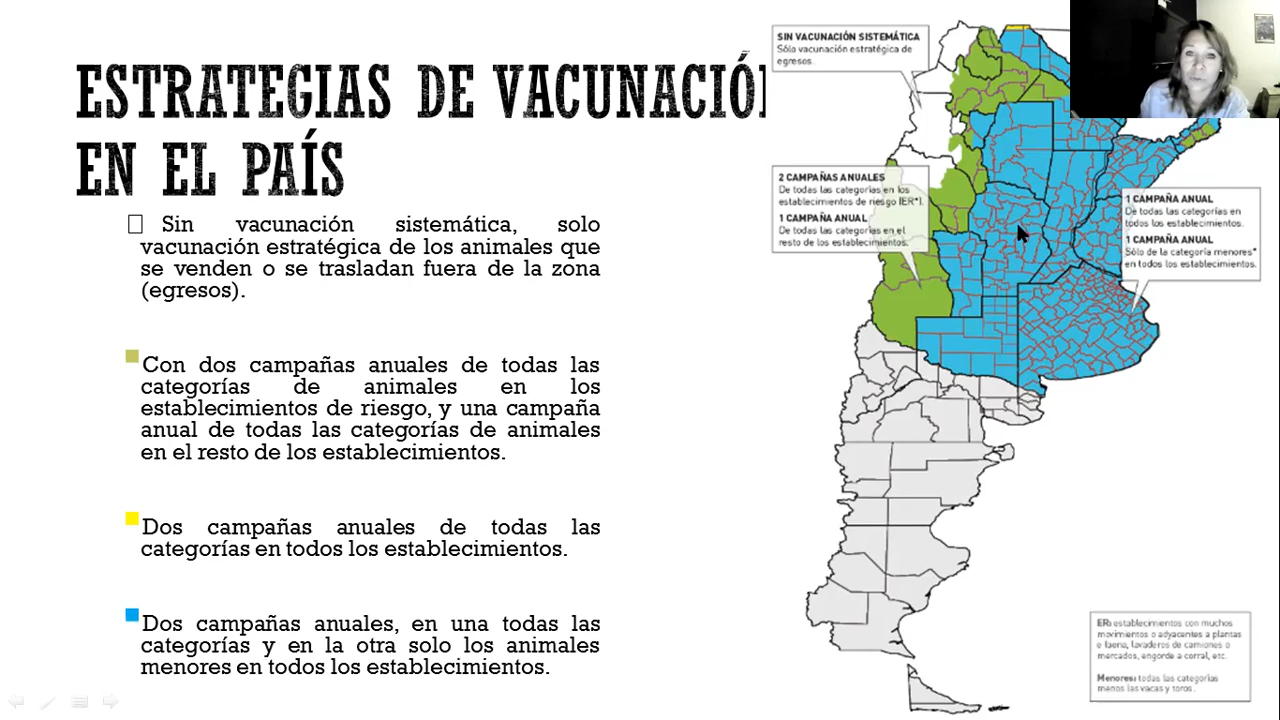 ESTRATEGIAS DE VACUNACIÓN
EN EL PAÍS
Sin vacunación sistemática, solo
vacunación estratégica de los animales que
se venden o se trasladan fuera de la zona
(egresos).
Con dos campañas anuales de todas las
categorías de animales en los
establecimientos de riesgo, y una campaña
anual de todas las categorías de animales
en el resto de los establecimientos.
Dos campañas anuales de todas las
categorías en todos los establecimientos.
Dos campañas anuales, en una todas las
categorías y en la otra solo los animales
menores en todos los establecimientos.
SIN VACUNACIÓN SISTEMÁTICA
Sólo vacunación estratégica de
egresos.
2 CAMPAÑAS ANUALES
De todas las categorías en los
establecimientos de riesgo (ER*).
1 CAMPAÑA ANUAL
De todas las categorías en el
resto de los establecimientos.
1 CAMPAÑA ANUAL
De todas las categorías en
todos los establecimientos.
1 CAMPAÑA ANUAL
Sólo de la categoría menores*
en todos los establecimientos.
ER: establecimientos con muchos
movimientos o adyacentes a plantas
e faena, lavaderos de camiones o
mercados, engorde a corral, etc.
Menores: todas las categorías
menos las vacas y toros.